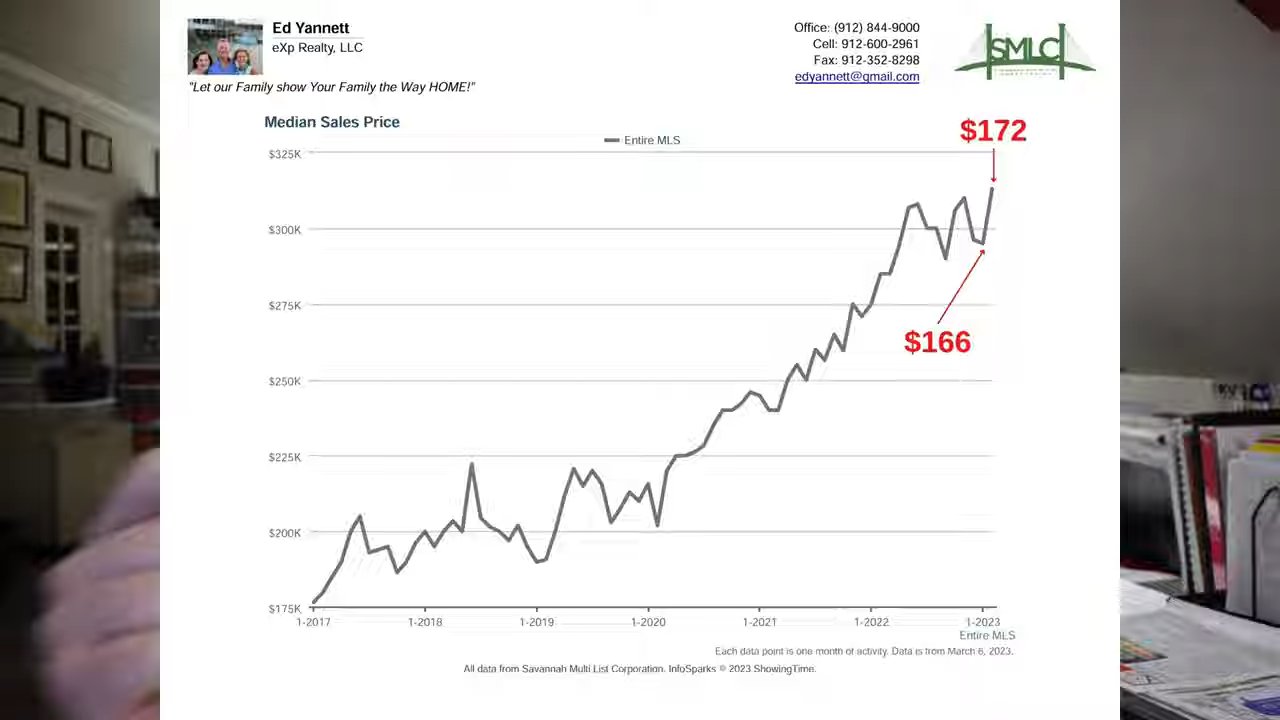 Ed Yannett
eXp Realty, LLC
"Let our Family show Your Family the Way HOME!"
Office: (912) 844-9000
Cell: 912-600-2961
Fax: 912-352-8298
edyannett@gmail.com
SMLC
Median Sales Price
Entire MLS
$172
$325K
$300K
$275K
$166
$250K
$225K
$200K
$175K
1-2017 1-2018 1-2019 1-2020 1-2021 1-2022 1-2023
Entire MLS
Each data point is one month of activity. Data is from March 6, 2023.
All data from Savannah Multi List Corporation. InfoSparks © 2023 ShowingTime.